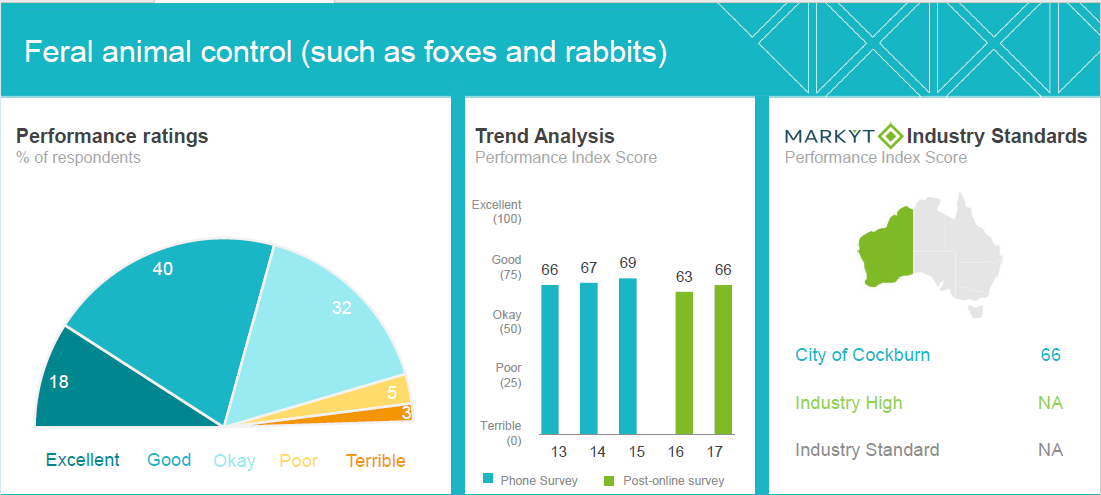 Feral animal control (such as foxes and rabbits)
Performance ratings
% of respondents
18
40
32
5
3
Excellent Good Okay Poor Terrible
Trend Analysis
Performance Index Score
Excellent
(100)
Good
(75)
Okay
(50)
Poor
(25)
Terrible
(0)
66 67 69 63 66
13 14 15 16 17
Phone Survey Post-online survey
MARKYT Industry Standards
Performance Index Score
City of Cockburn 66
Industry High NA
Industry Standard NA